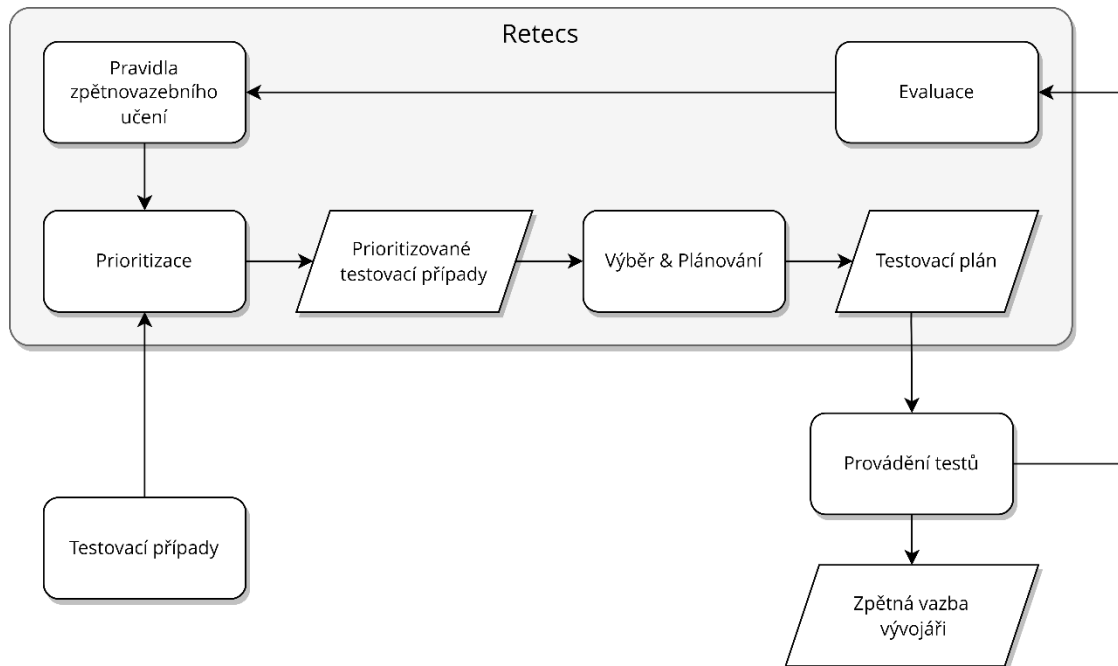 Retecs
Pravidla
zpětnovazebního
učení
Evaluace
Prioritizace
Prioritizované
testovací případy
Výběr & Plánování
Testovací plán
Provádění testů
Testovací případy
Zpětná vazba
vývojáři